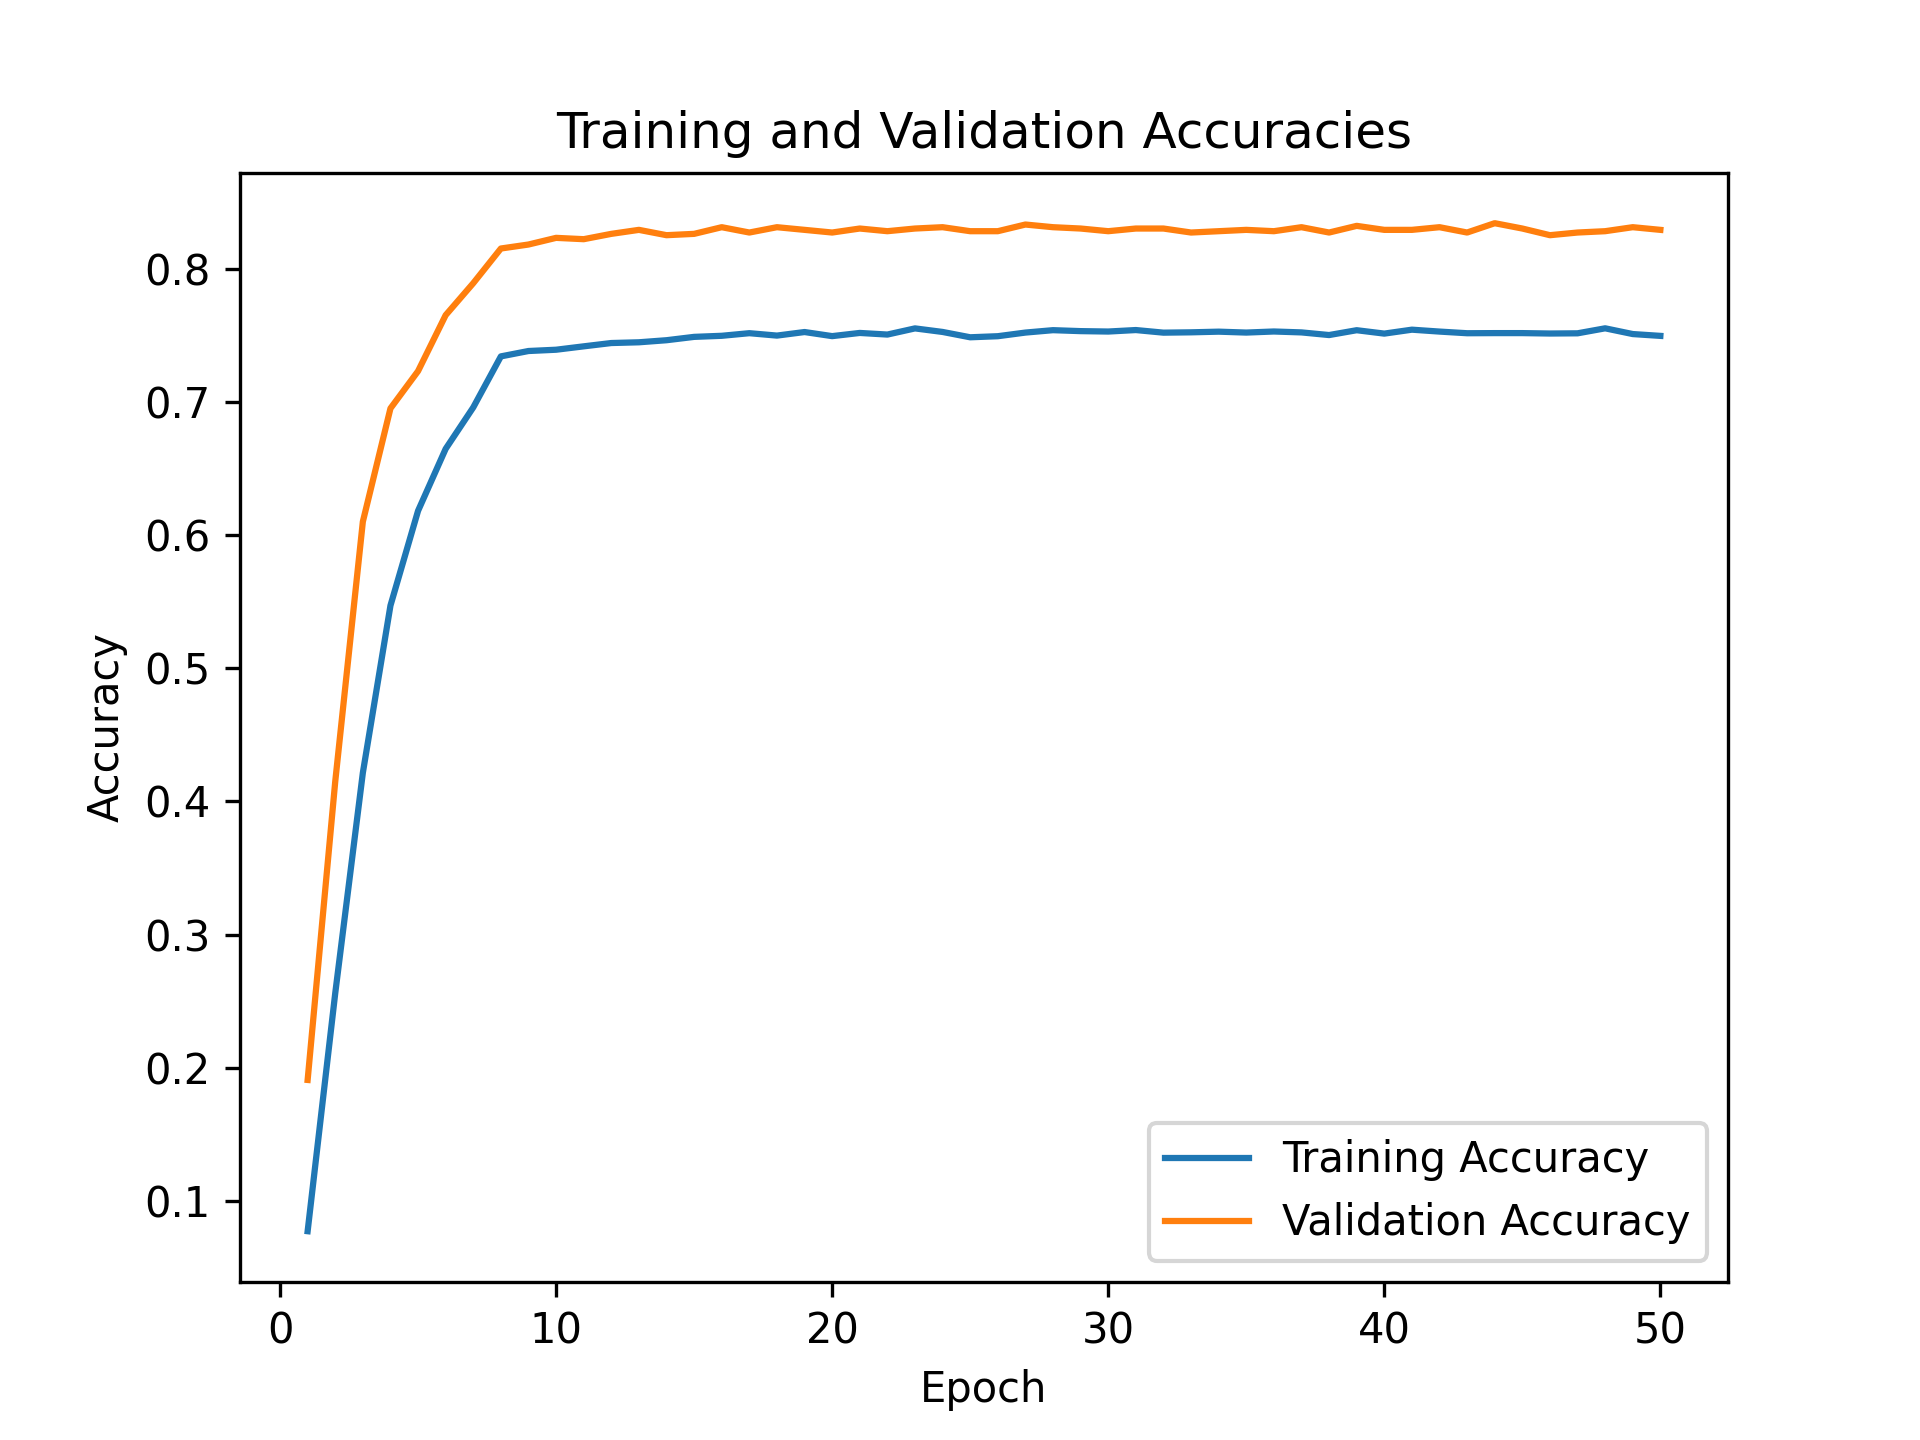 Training and Validation Accuracies
0.8
0.7
0.6
0.5
0.4
0.3
0.2
0.1
Accuracy
Training Accuracy
Validation Accuracy
0 10 20 30 40 50
Epoch